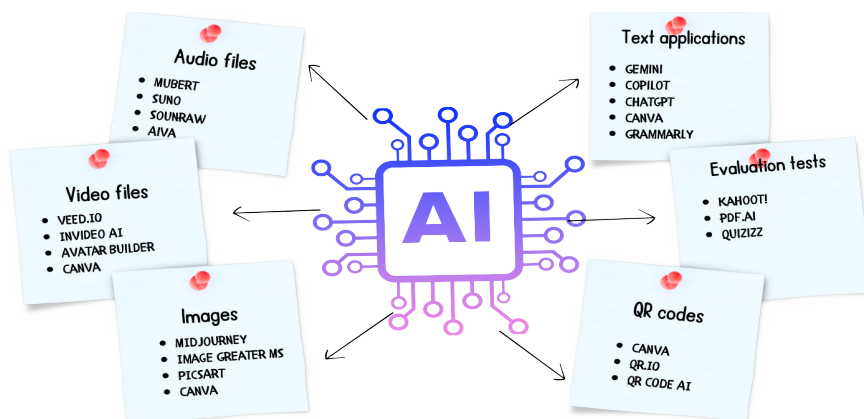 Audio files
MUBERT
SUNO
SOUNRAW
AIVA
Video files
VEED.IO
INVIDEO AI
AVATAR BUILDER
CANVA
Images
MIDJOURNEY
IMAGE GREATER MS
PICSART
CANVA
AI
Text applications
GEMINI
COPILOT
CHATGPT
CANVA
GRAMMARLY
Evaluation tests
KAHOOT!
PDF.AI
QUIZIZZ
QR codes
CANVA
QR.IO
QR CODE AI